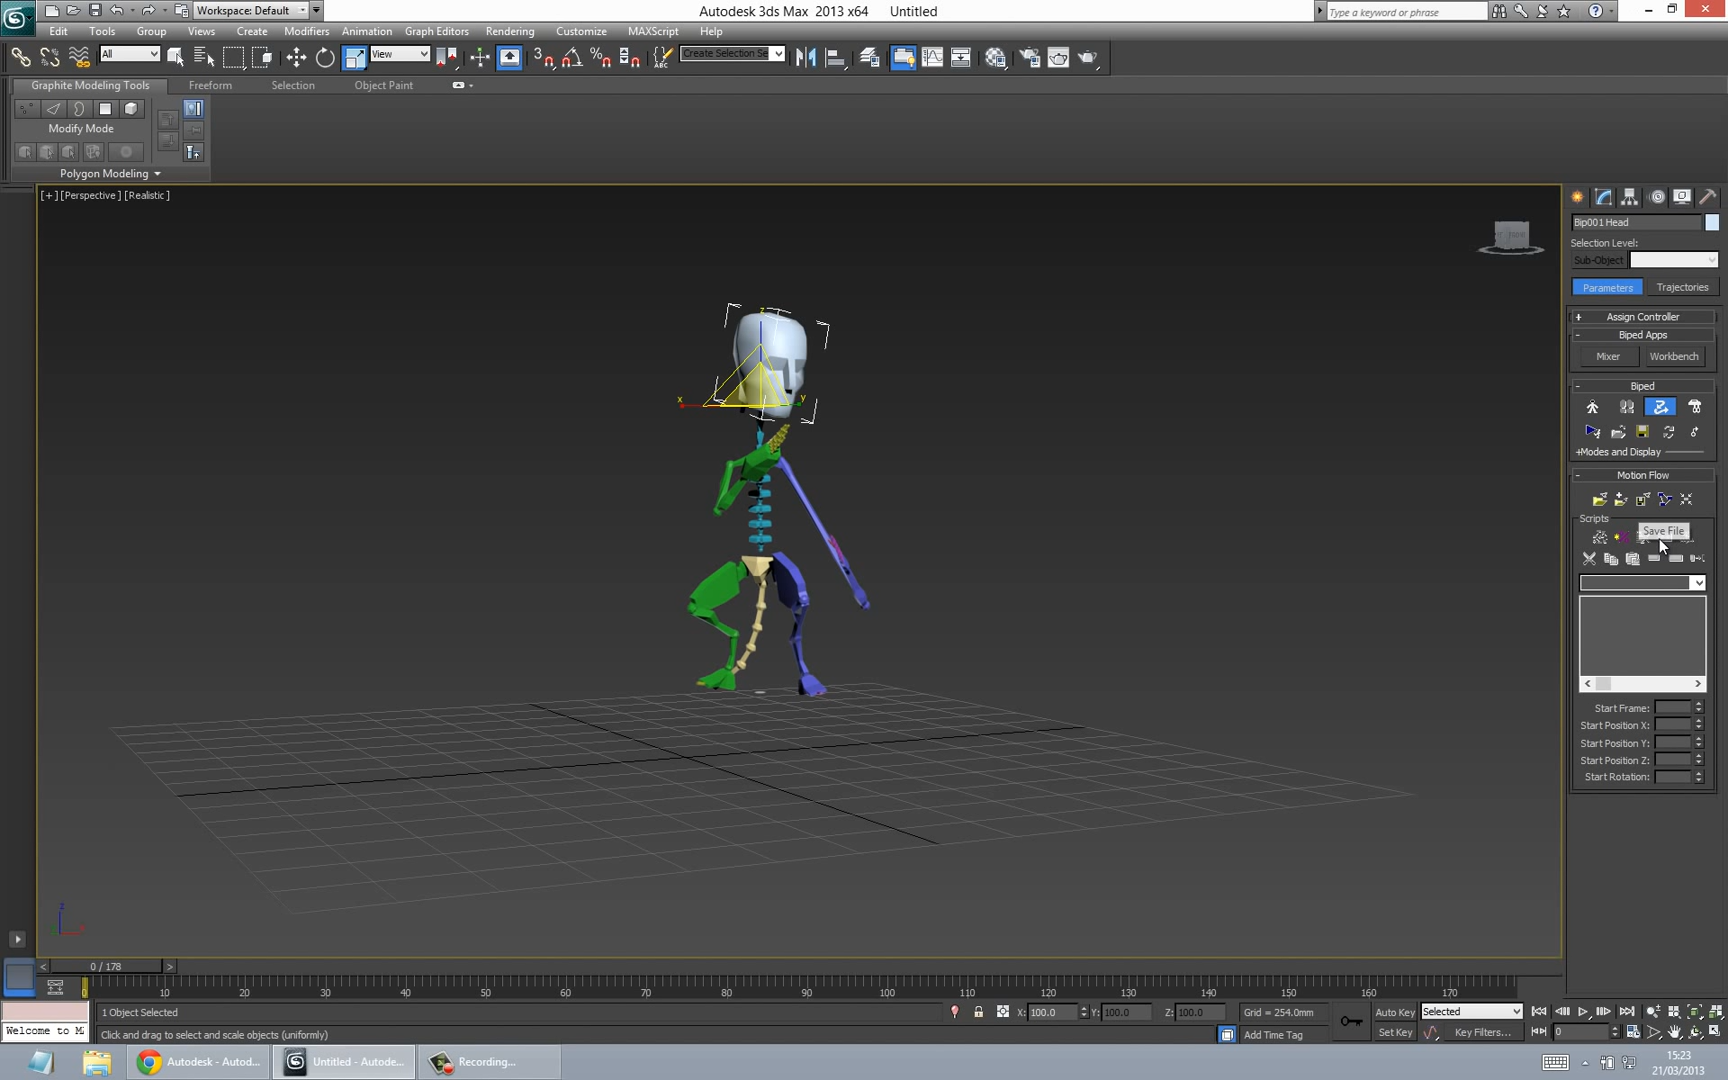 Workspace: Default
Autodesk 3ds Max 2013 x64 Untitled
Type a keyword or phrase
Edit Tools Group Views Create Modifiers Animation Graph Editors Rendering Customize MAXScript Help
All
View
Create Selection Se
Graphite Modeling Tools Freeform Selection Object Paint
Modify Mode
Polygon Modeling
[+] [Perspective] [Realistic]
Bip001 Head
Selection Level:
Sub-Object
Parameters Trajectories
+ Assign Controller
- Biped Apps
Mixer Workbench
- Biped
+Modes and Display
- Motion Flow
Scripts
Save File
Start Frame:
Start Position X:
Start Position Y:
Start Position Z:
Start Rotation:
z
x
y
z
< 0 / 178 >
0 10 20 30 40 50 60 70 80 90 100 110 120 130 140 150 160 170
1 Object Selected
X: 100.0 Y: 100.0 Z: 100.0 Grid = 254.0mm
Auto Key Selected
Welcome to M
Click and drag to select and scale objects (uniformly)
Add Time Tag
Set Key Key Filters... 0
Autodesk - Autod...
Untitled - Autode...
Recording...
15:23
21/03/2013